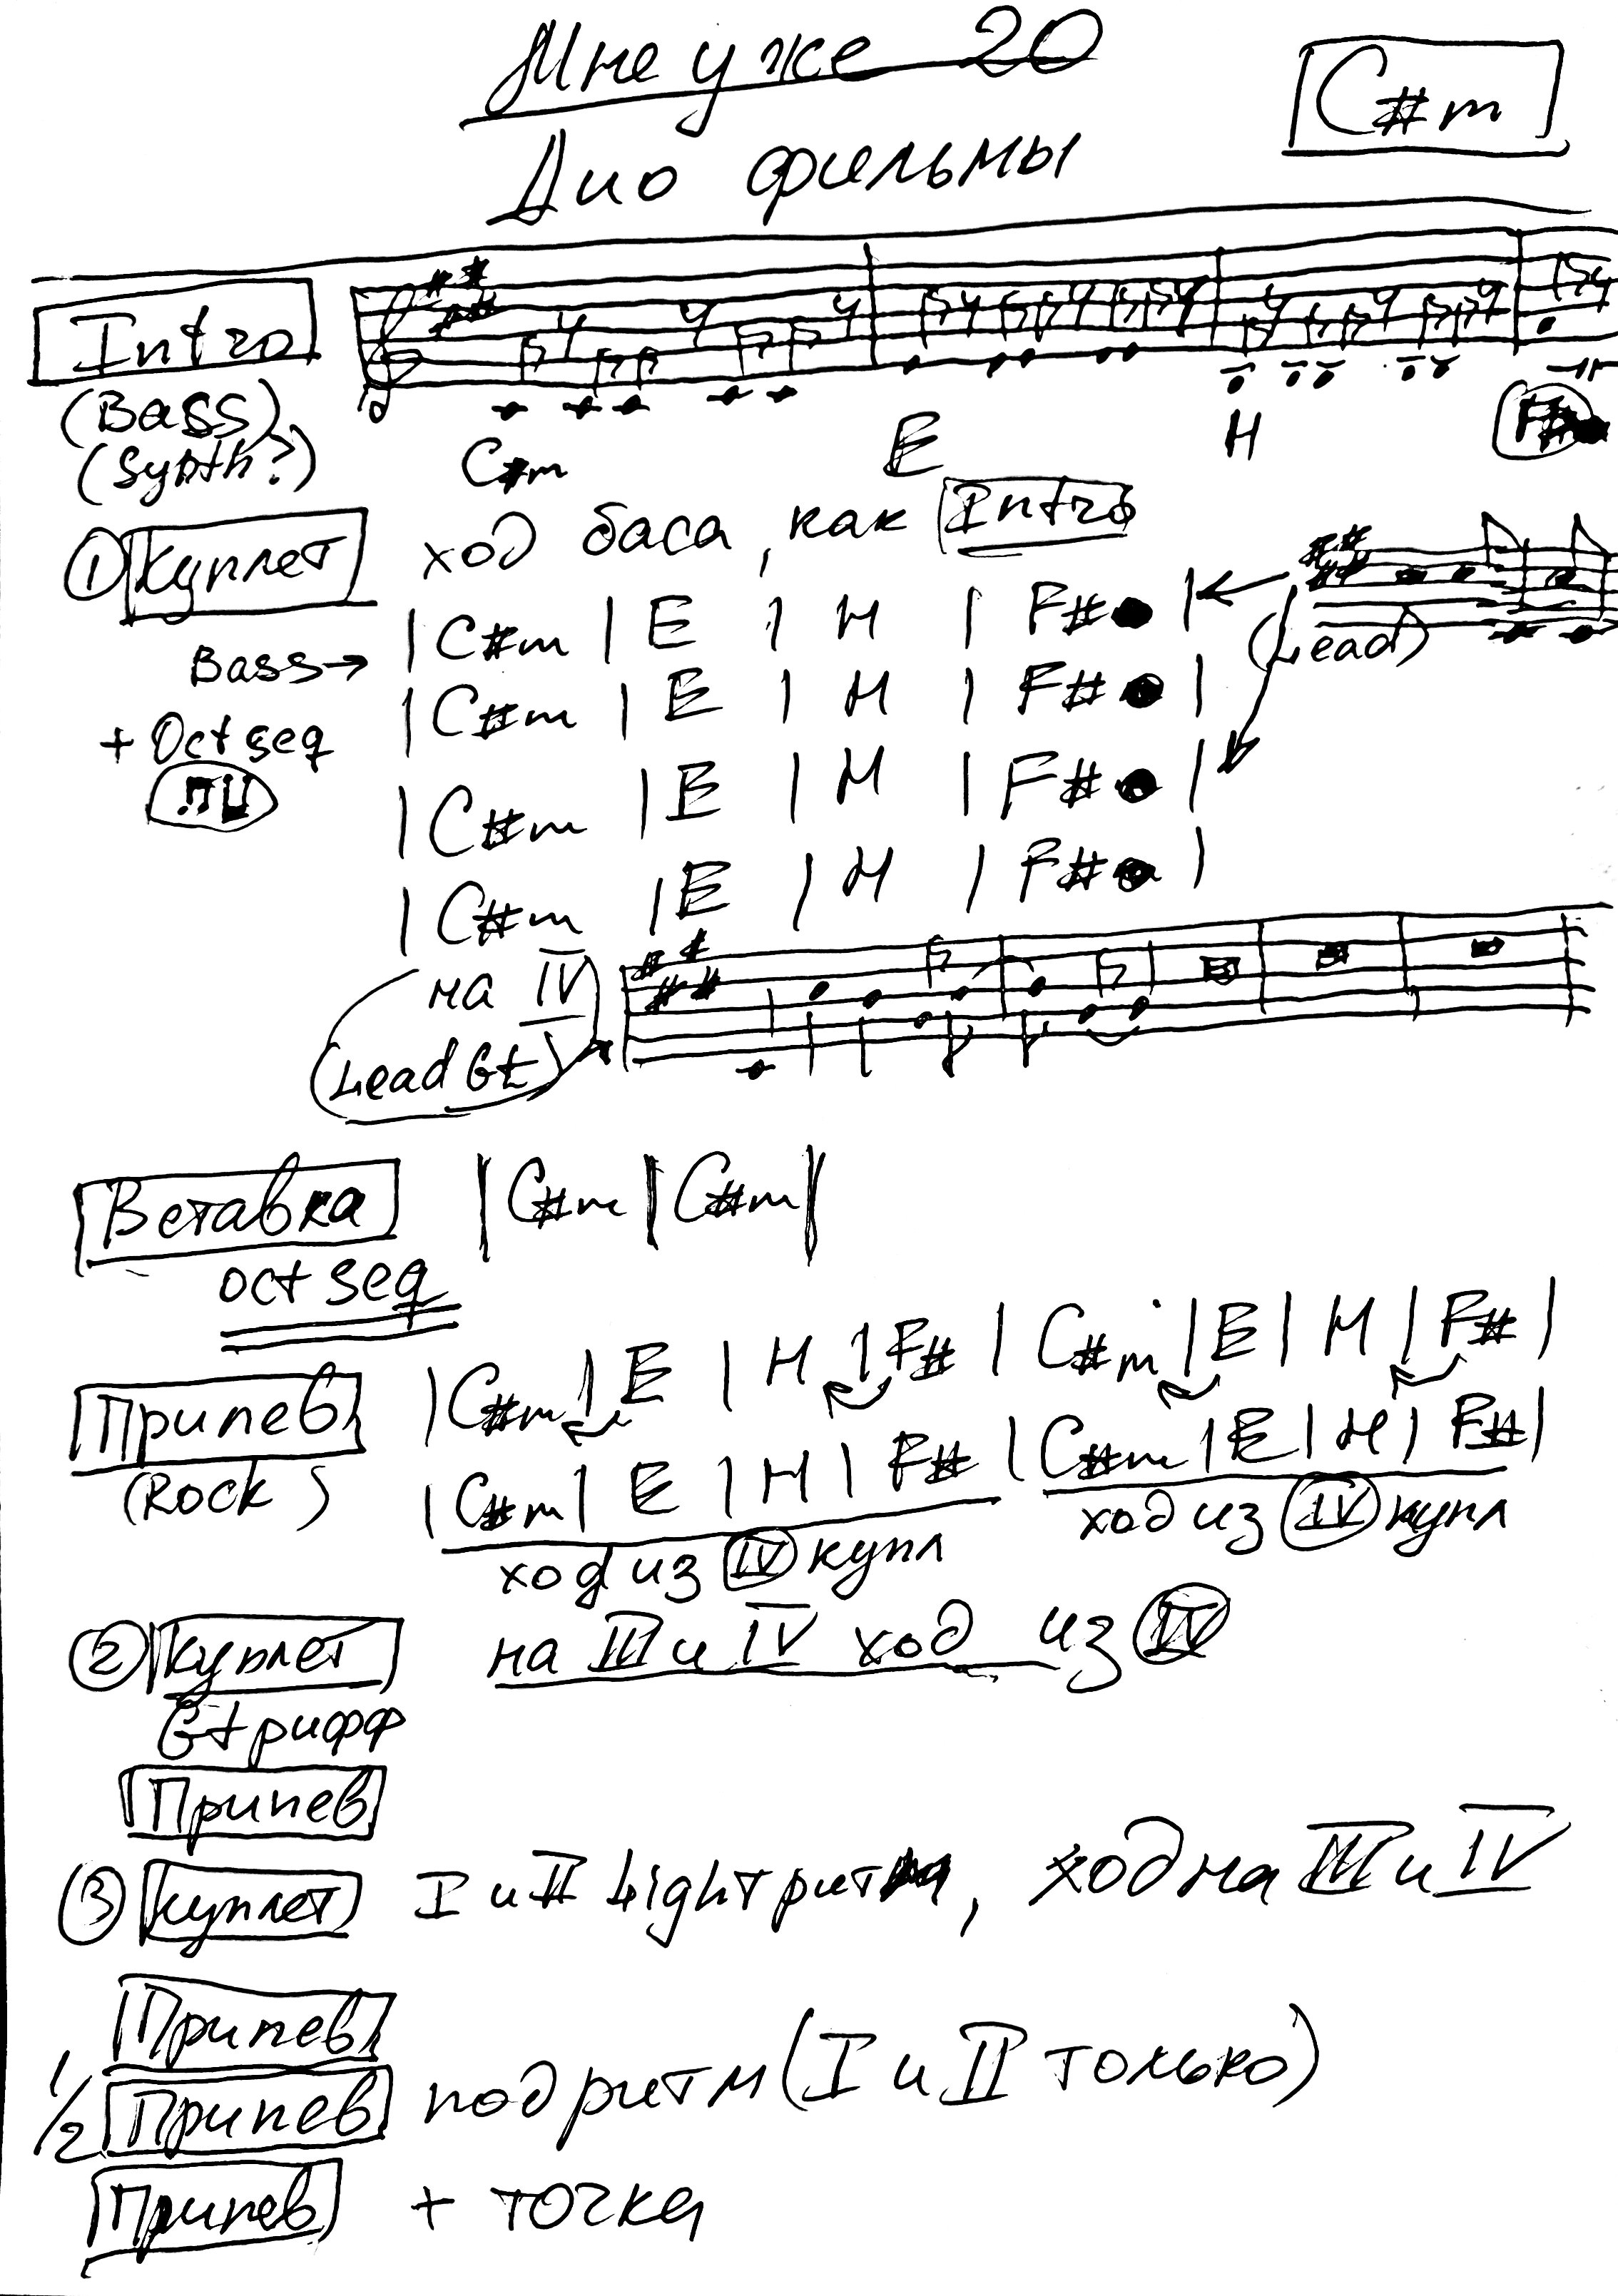 Мне уже 20
C#m
Дио фильмы
Intro
(Bass)
(Synth?)
C#m E H F#
① Куплет ход баса, как Intro
Bass→ | C#m | E | H | F# | ← (Lead)
+ Oct seq | C#m | E | H | F# |
| C#m | E | H | F# |
| C#m | E | H | F# |
на IV
(Lead Gt)
Вставка | C#m | C#m |
oct seq
Припев | C#m | E | H | F# | C#m | E | H | F# |
(Rock) | C#m | E | H | F# | C#m | E | H | F# |
ход из IV купл ход из IV купл
② Куплет на III и IV ход из IV
Gt рифф
Припев
③ Куплет I и II Light ритм, ход на III и IV
Припев
1/2 Припев под ритм (I и II только)
Припев + точка